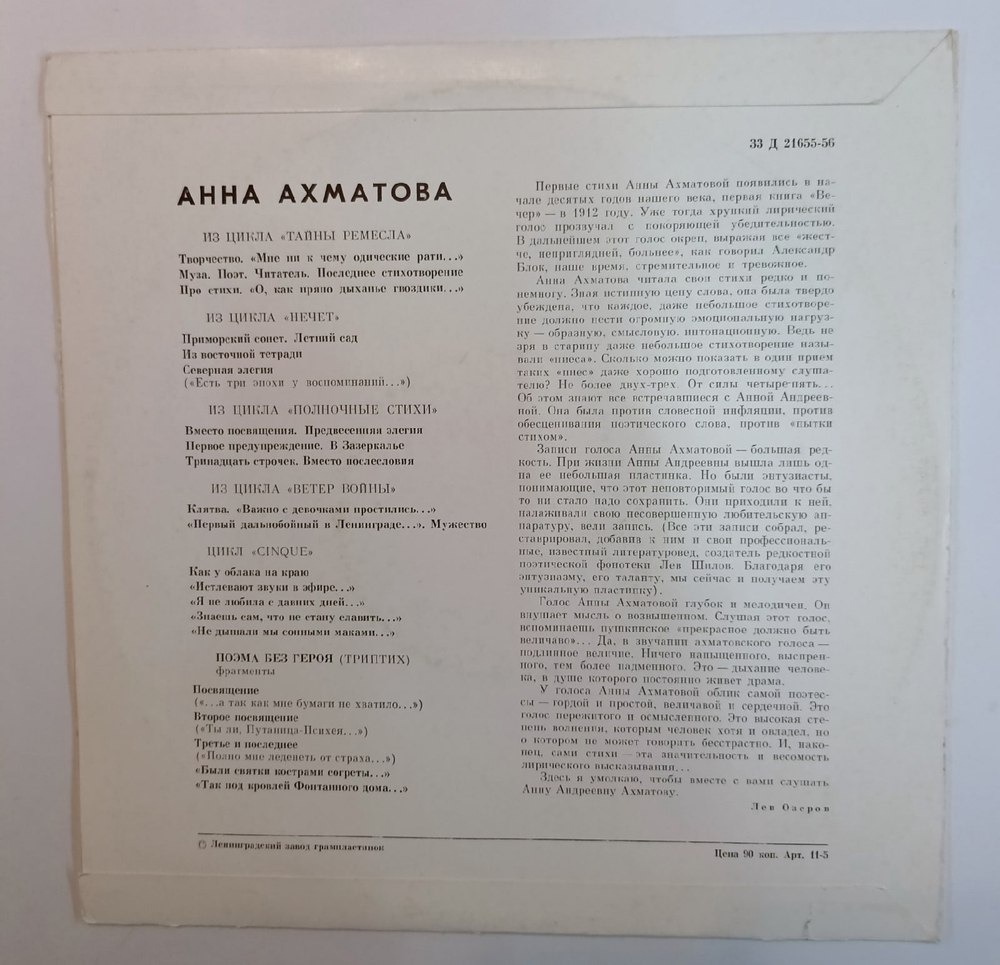 33 Д 21655-56
АННА АХМАТОВА
ИЗ ЦИКЛА «ТАЙНЫ РЕМЕСЛА»
Творчество. «Мне ни к чему одические рати...»
Муза. Поэт. Читатель. Последнее стихотворение
Про стихи. «О, как пряно дыханье гвоздики...»
ИЗ ЦИКЛА «НЕЧЕТ»
Приморский сонет. Летний сад
Из восточной тетради
Северная элегия
(«Есть три эпохи у воспоминаний...»)
ИЗ ЦИКЛА «ПОЛНОЧНЫЕ СТИХИ»
Вместо посвящения. Предвесенняя элегия
Первое предупреждение. В Зазеркалье
Тринадцать строчек. Вместо послесловия
ИЗ ЦИКЛА «ВЕТЕР ВОЙНЫ»
Клятва. «Важно с девочками простились...»
«Первый дальнобойный в Ленинграде...». Мужество
ЦИКЛ «CINQUE»
Как у облака на краю
«Истлевают звуки в эфире...»
«Я не любила с давних дней...»
«Знаешь сам, что не стану славить...»
«Не дышали мы сонными маками...»
ПОЭМА БЕЗ ГЕРОЯ (ТРИПТИХ)
фрагменты
Посвящение
(«...а так как мне бумаги не хватило...»)
Второе посвящение
(«Ты ли, Путаница-Психея...»)
Третье и последнее
(«Полно мне леденеть от страха...»)
«Были святки кострами согреты...»
«Так под кровлей Фонтанного дома...»
Первые стихи Анны Ахматовой появились в на-
чале десятых годов нашего века, первая книга «Ве-
чер» — в 1912 году. Уже тогда хрупкий лирический
голос прозвучал с покоряющей убедительностью.
В дальнейшем этот голос окреп, выражая все «жест-
че, неприглядней, больнее», как говорил Александр
Блок, наше время, стремительное и тревожное.
Анна Ахматова читала свои стихи редко и по-
немногу. Зная истинную цену слова, она была твердо
убеждена, что каждое, даже небольшое стихотворе-
ние должно нести огромную эмоциональную нагруз-
ку — образную, смысловую, интонационную. Ведь не
зря в старину даже небольшое стихотворение назы-
вали «пиеса». Сколько можно показать в один прием
таких «пиес» даже хорошо подготовленному слуша-
телю? Не более двух-трех. От силы четыре-пять...
Об этом знают все встречавшиеся с Анной Андреев-
ной. Она была против словесной инфляции, против
обесценивания поэтического слова, против «пытки
стихом».
Записи голоса Анны Ахматовой — большая ред-
кость. При жизни Анны Андреевны вышла лишь од-
на ее небольшая пластинка. Но были энтузиасты,
понимающие, что этот неповторимый голос во что бы
то ни стало надо сохранить. Они приходили к ней,
налаживали свою несовершенную любительскую ап-
паратуру, вели запись. (Все эти записи собрал, ре-
ставрировал, добавив к ним и свои профессиональ-
ные, известный литературовед, создатель редкостной
поэтической фонотеки Лев Шилов. Благодаря его
энтузиазму, его таланту, мы сейчас и получаем эту
уникальную пластинку).
Голос Анны Ахматовой глубок и мелодичен. Он
внушает мысль о возвышенном. Слушая этот голос,
вспоминаешь пушкинское «прекрасное должно быть
величаво»... Да, в звучании ахматовского голоса —
подлинное величие. Ничего напыщенного, выспрен-
ного, тем более надменного. Это — дыхание челове-
ка, в душе которого постоянно живет драма.
У голоса Анны Ахматовой облик самой поэтес-
сы — гордой и простой, величавой и сердечной. Это
голос пережитого и осмысленного. Это высокая сте-
пень волнения, которым человек хотя и овладел, но
о котором не может говорить бесстрастно. И, нако-
нец, сами стихи — эта значительность и весомость
лирического высказывания...
Здесь я умолкаю, чтобы вместе с вами слушать
Анну Андреевну Ахматову.
Лев Озеров
© Ленинградский завод грампластинок
Цена 90 коп. Арт. 11-5